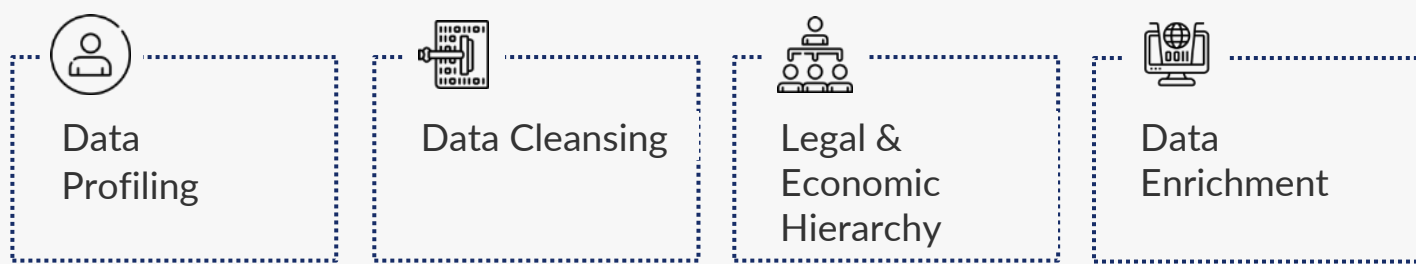 Data
Profiling
Data Cleansing
Legal &
Economic
Hierarchy
Data
Enrichment